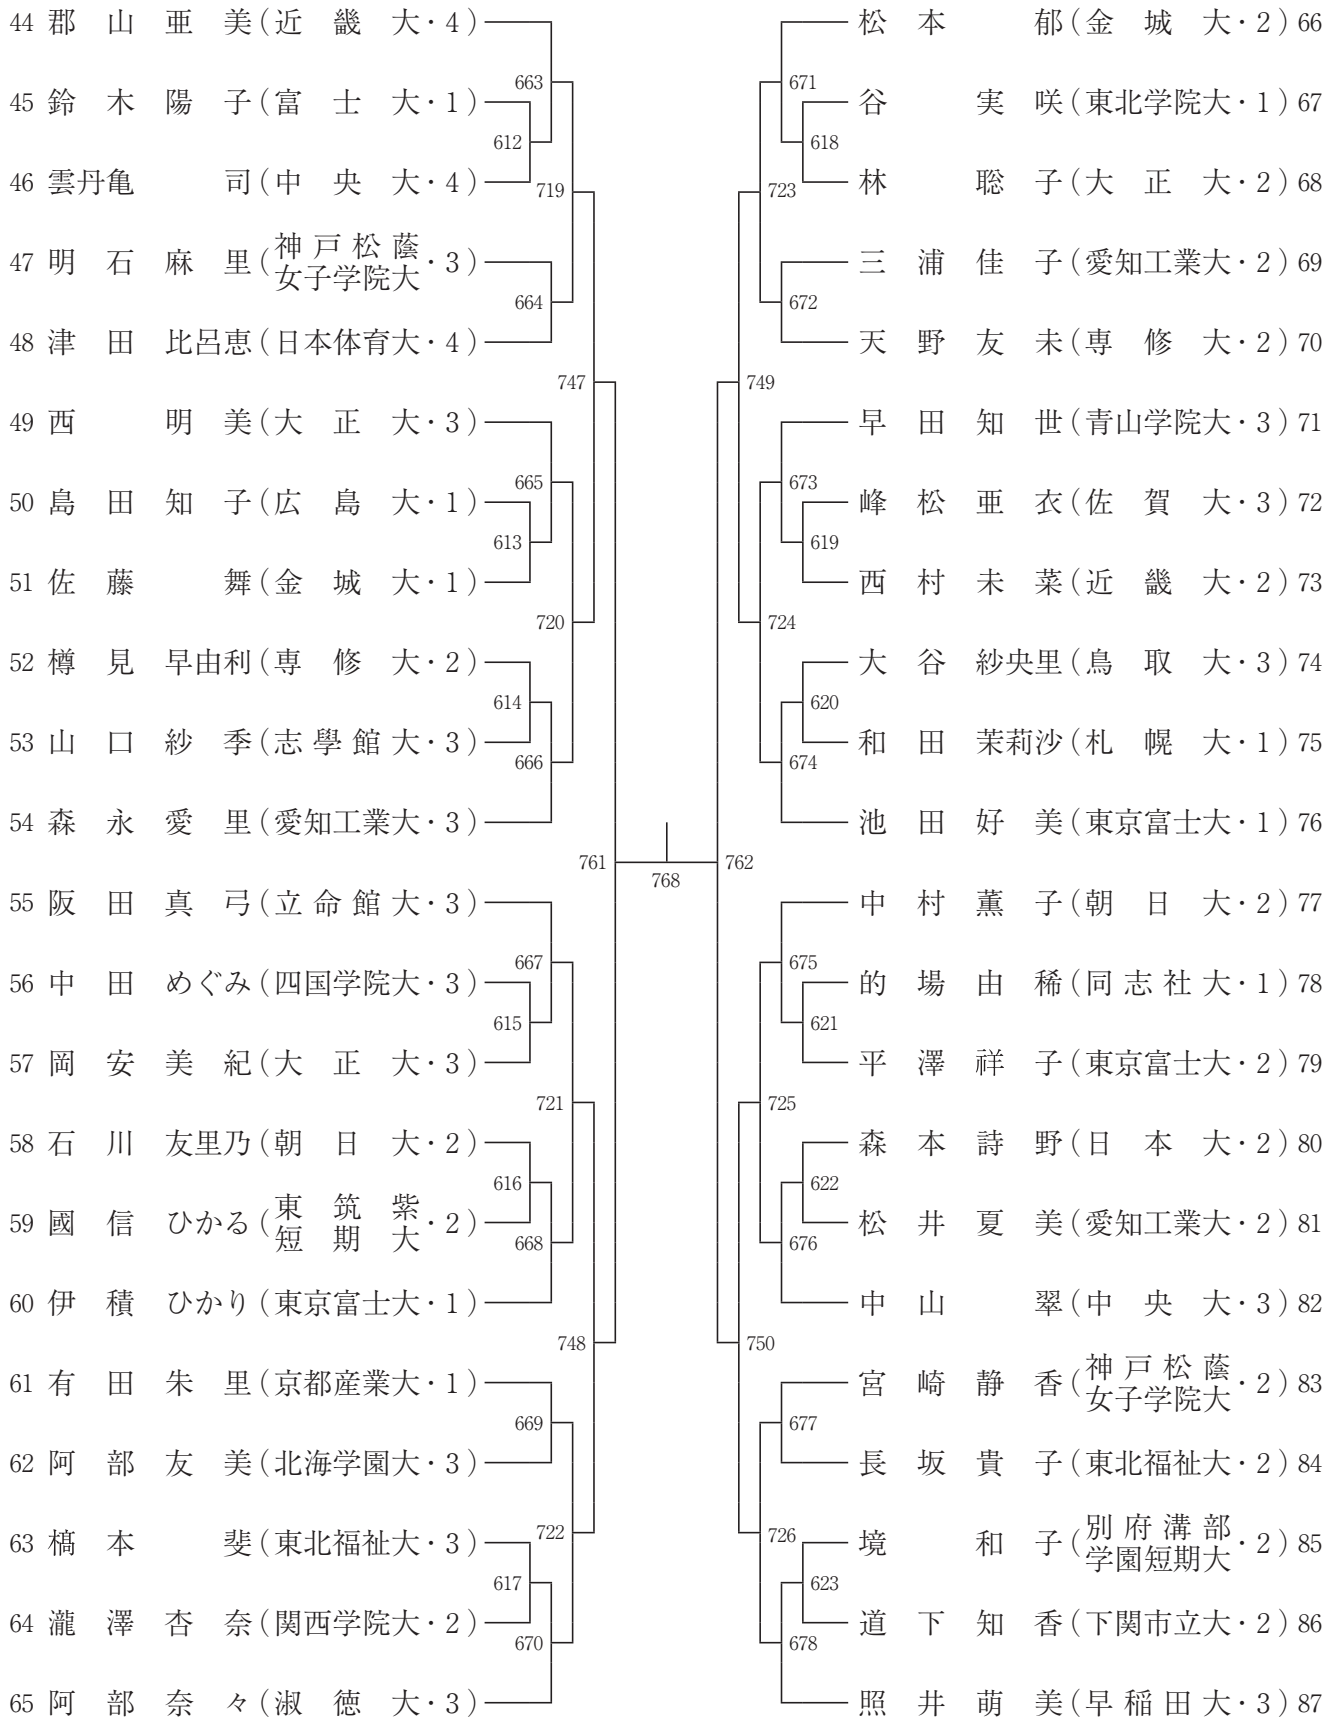 44 郡山亜美(近畿大・4)
663
45 鈴木陽子(富士大・1)
612
46 雲丹亀司(中央大・4)
719
47 明石麻里(神戸松蔭女子学院大・3)
664
48 津田比呂恵(日本体育大・4)
747
49 西明美(大正大・3)
665
50 島田知子(広島大・1)
613
51 佐藤舞(金城大・1)
720
52 樽見早由利(専修大・2)
614
53 山口紗季(志學館大・3)
666
54 森永愛里(愛知工業大・3)
761
55 阪田真弓(立命館大・3)
667
56 中田めぐみ(四国学院大・3)
615
57 岡安美紀(大正大・3)
721
58 石川友里乃(朝日大・2)
616
59 國信ひかる(東筑紫短期大・2)
668
60 伊積ひかり(東京富士大・1)
748
61 有田朱里(京都産業大・1)
669
62 阿部友美(北海学園大・3)
722
63 槗本斐(東北福祉大・3)
617
64 瀧澤杏奈(関西学院大・2)
670
65 阿部奈々(淑徳大・3)
768
松本郁(金城大・2)66
671
谷実咲(東北学院大・1)67
618
林聡子(大正大・2)68
723
三浦佳子(愛知工業大・2)69
672
天野友未(専修大・2)70
749
早田知世(青山学院大・3)71
673
峰松亜衣(佐賀大・3)72
619
西村未菜(近畿大・2)73
724
大谷紗央里(鳥取大・3)74
620
和田茉莉沙(札幌大・1)75
674
池田好美(東京富士大・1)76
762
中村薫子(朝日大・2)77
675
的場由稀(同志社大・1)78
621
平澤祥子(東京富士大・2)79
725
森本詩野(日本大・2)80
622
松井夏美(愛知工業大・2)81
676
中山翠(中央大・3)82
750
宮崎静香(神戸松蔭女子学院大・2)83
677
長坂貴子(東北福祉大・2)84
726
境和子(別府溝部学園短期大・2)85
623
道下知香(下関市立大・2)86
678
照井萌美(早稲田大・3)87